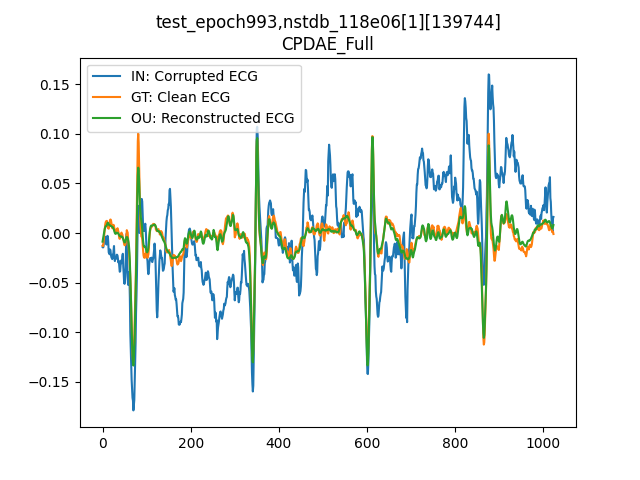 test_epoch993,nstdb_118e06[1][139744]
CPDAE_Full
IN: Corrupted ECG
GT: Clean ECG
OU: Reconstructed ECG
0.15
0.10
0.05
0.00
−0.05
−0.10
−0.15
0 200 400 600 800 1000